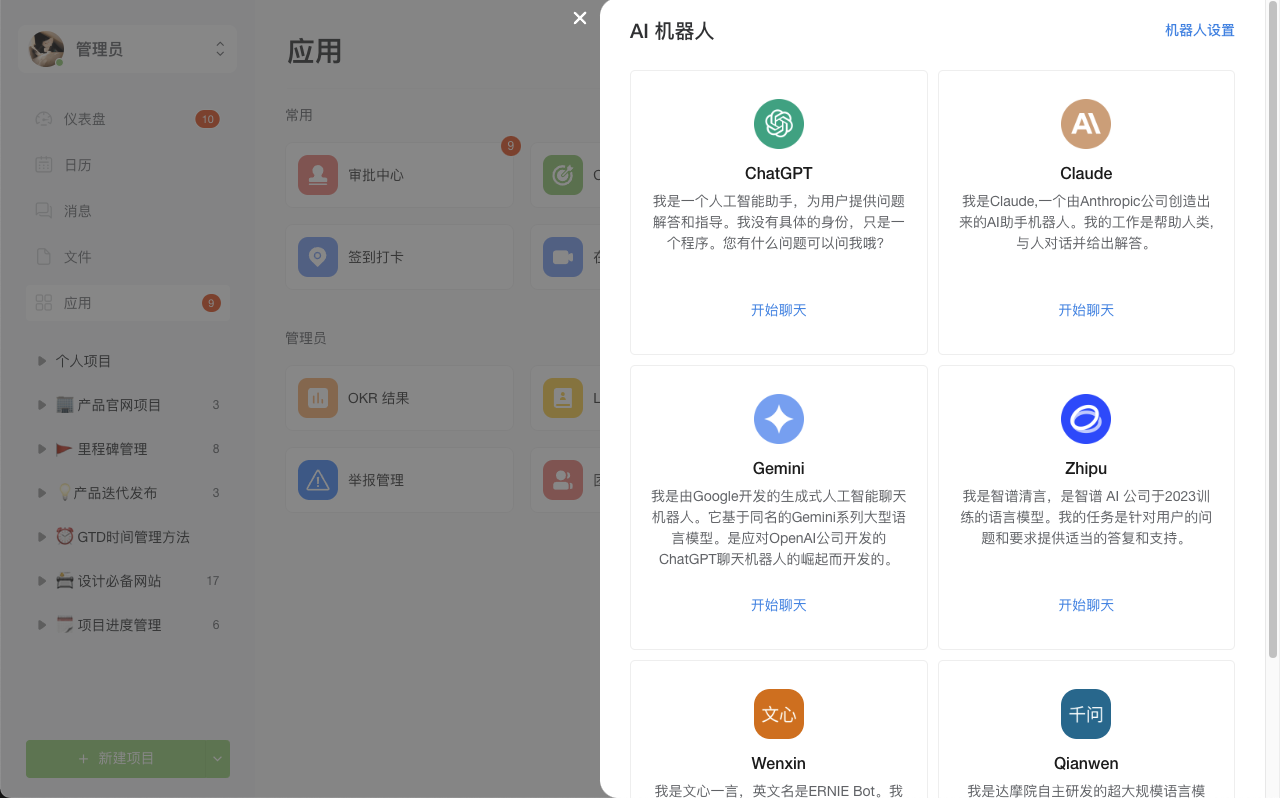 管理员
仪表盘 10
日历
消息
文件
应用 9
个人项目
产品官网项目 3
里程碑管理 8
产品迭代发布 3
GTD时间管理方法
设计必备网站 17
项目进度管理 6
+ 新建项目
应用
常用
9
审批中心
签到打卡
管理员
OKR 结果
举报管理
AI 机器人
机器人设置
ChatGPT
我是一个人工智能助手，为用户提供问题
解答和指导。我没有具体的身份，只是一
个程序。您有什么问题可以问我哦？
开始聊天
Claude
我是Claude,一个由Anthropic公司创造出
来的AI助手机器人。我的工作是帮助人类,
与人对话并给出解答。
开始聊天
Gemini
我是由Google开发的生成式人工智能聊天
机器人。它基于同名的Gemini系列大型语
言模型。是应对OpenAI公司开发的
ChatGPT聊天机器人的崛起而开发的。
开始聊天
Zhipu
我是智谱清言，是智谱 AI 公司于2023训
练的语言模型。我的任务是针对用户的问
题和要求提供适当的答复和支持。
开始聊天
文心
Wenxin
我是文心一言，英文名是ERNIE Bot。我
千问
Qianwen
我是达摩院自主研发的超大规模语言模